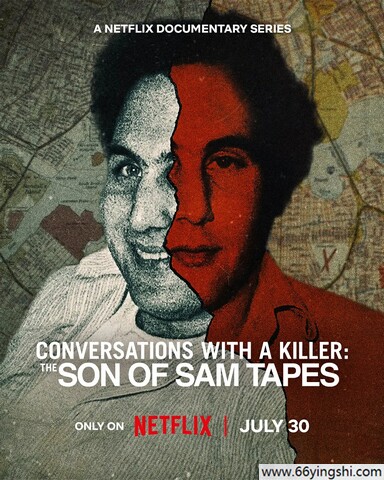 A NETFLIX DOCUMENTARY SERIES
CONVERSATIONS WITH A KILLER:
THE SON OF SAM TAPES
ONLY ON NETFLIX | JULY 30
www.66yingshi.com